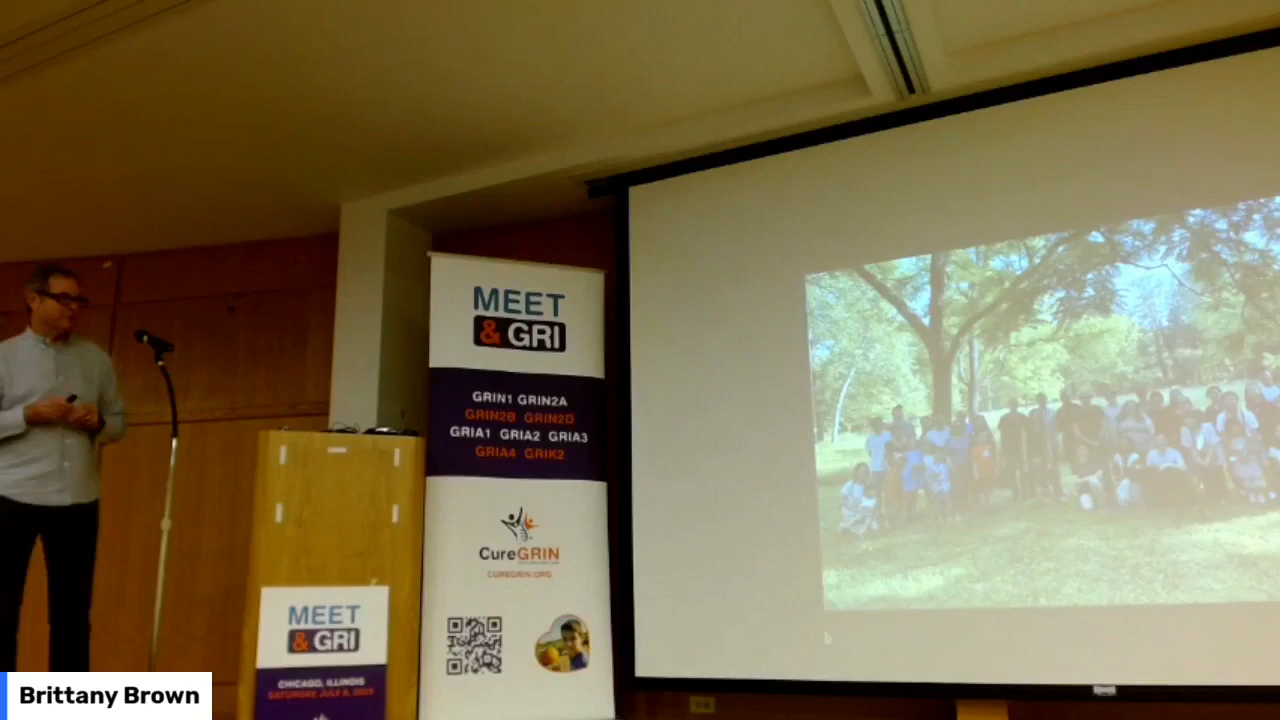 MEET
& GRI
GRIN1 GRIN2A
GRIN2B GRIN2D
GRIA1 GRIA2 GRIA3
GRIA4 GRIK2
CureGRIN
CUREGRIN.ORG
MEET
& GRI
CHICAGO, ILLINOIS
Brittany Brown